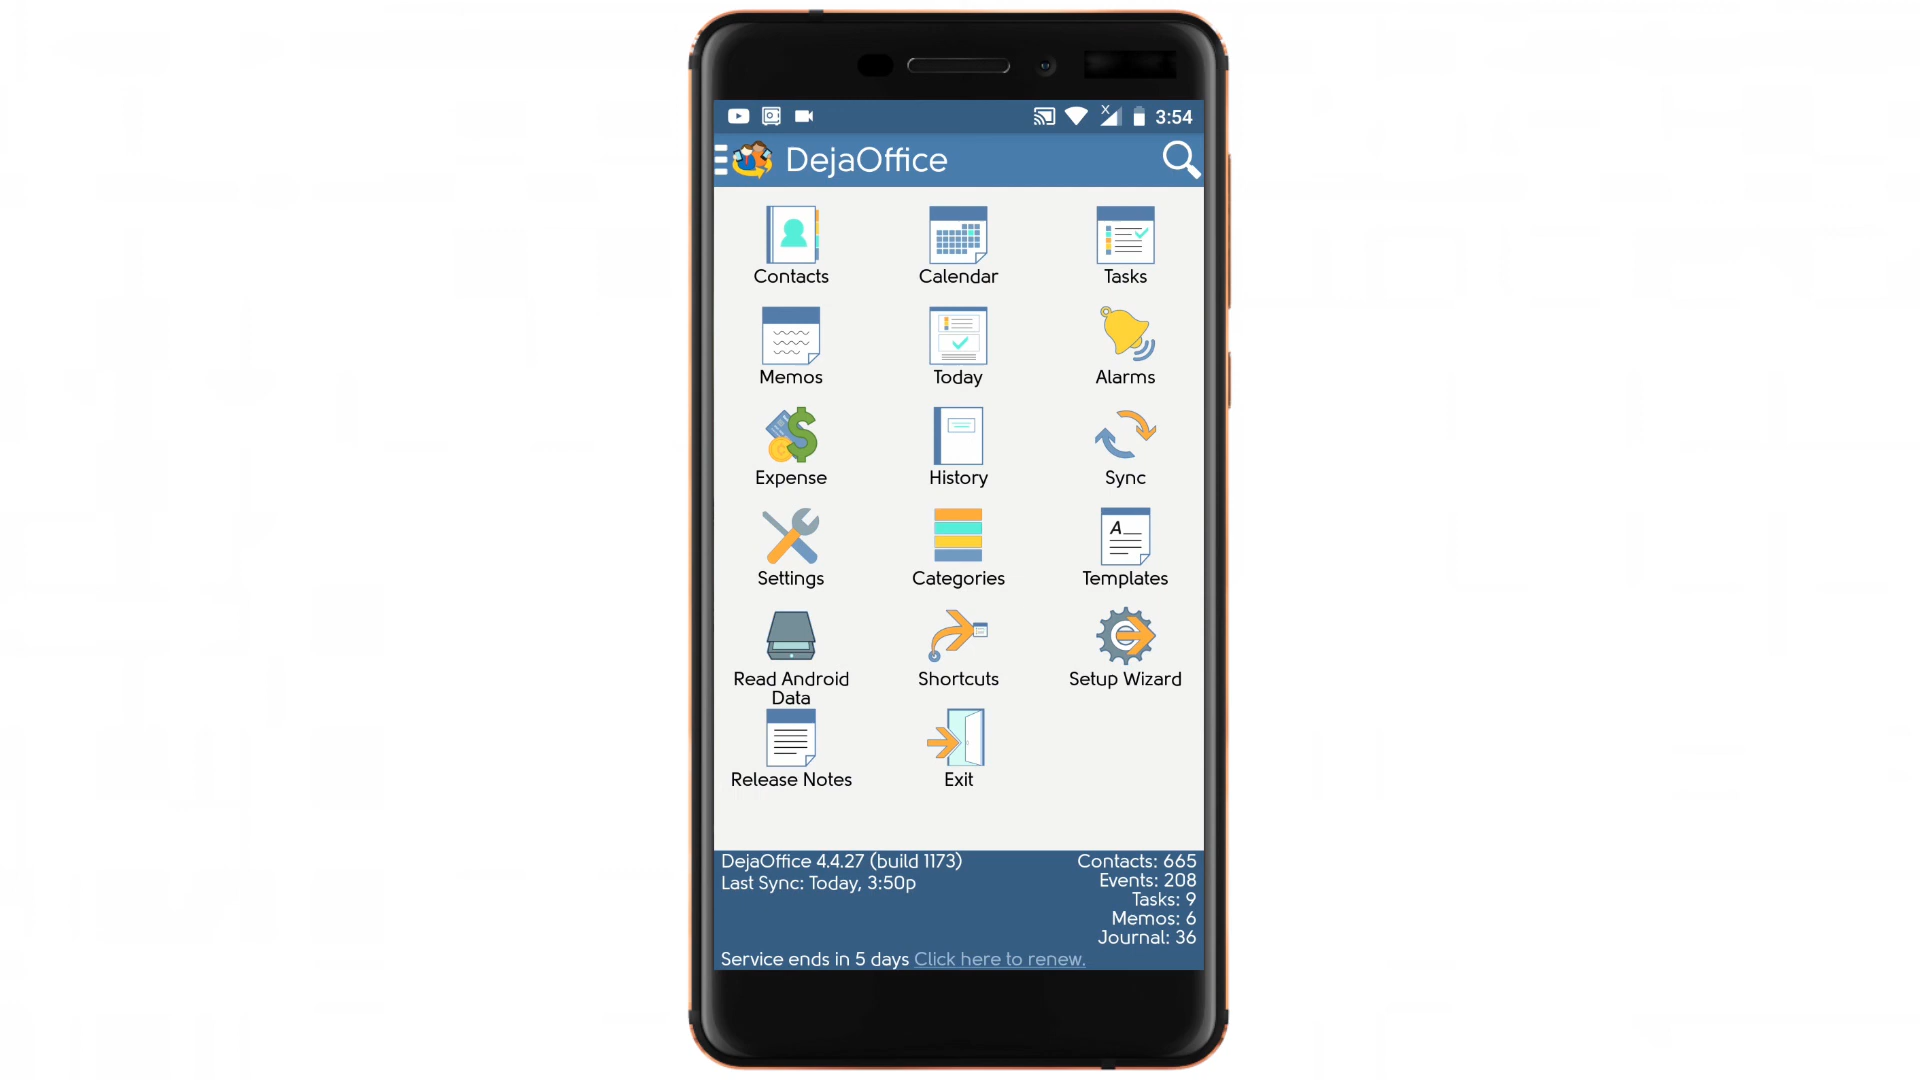 3:54
DejaOffice
Contacts
Calendar
Tasks
Memos
Today
Alarms
Expense
History
Sync
Settings
Categories
A
Templates
Read Android
Data
Shortcuts
Setup Wizard
Release Notes
Exit
DejaOffice 4.4.27 (build 1173)
Last Sync: Today, 3:50p
Contacts: 665
Events: 208
Tasks: 9
Memos: 6
Journal: 36
Service ends in 5 days Click here to renew.